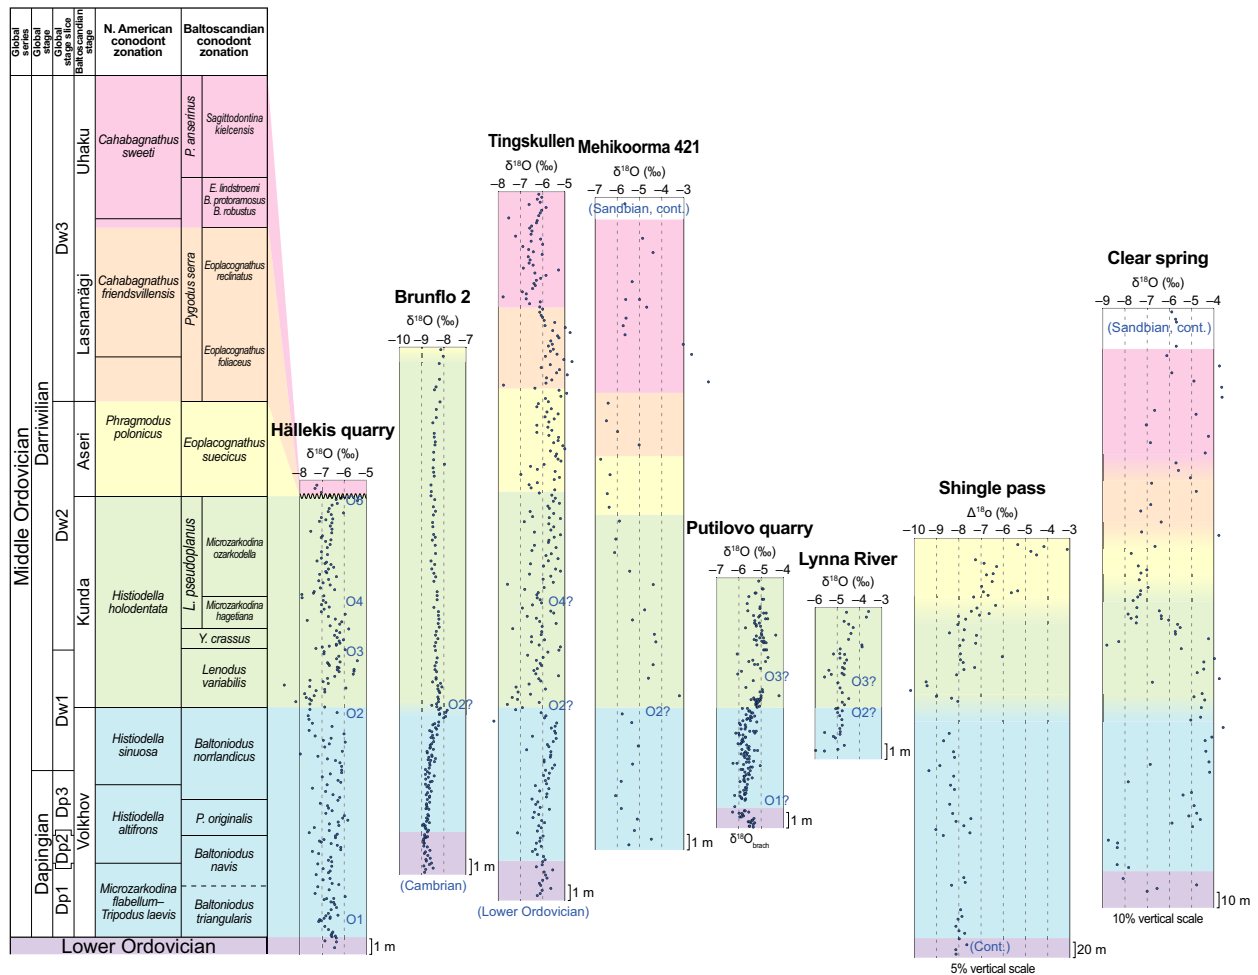 Global series
Global stage
Global stage slice
Baltoscandian stage
N. American conodont zonation
Baltoscandian conodont zonation
Middle Ordovician
Darriwilian
Dapingian
Dw3
Dw2
Dw1
Dp3
Dp2
Dp1
Uhaku
Lasnamägi
Aseri
Kunda
Volkhov
Cahabagnathus sweeti
Cahabagnathus friendsvillensis
Phragmodus polonicus
Histiodella holodentata
Histiodella sinuosa
Histiodella altifrons
Microzarkodina flabellum–Tripodus laevis
P. anserinus
Sagittodontina kielcensis
E. lindstroemi
B. protoramosus
B. robustus
Pygodus serra
Eoplacognathus reclinatus
Eoplacognathus foliaceus
Eoplacognathus suecicus
L. pseudoplanus
Microzarkodina ozarkodella
Microzarkodina hagetiana
Y. crassus
Lenodus variabilis
Baltoniodus norrlandicus
P. originalis
Baltoniodus navis
Baltoniodus triangularis
Lower Ordovician
Hällekis quarry
δ18O (‰)
–8 –7 –6 –5
O5
O4
O3
O2
O1
1 m
Brunflo 2
δ18O (‰)
–10 –9 –8 –7
O2?
1 m
(Cambrian)
Tingskullen
δ18O (‰)
–8 –7 –6 –5
O4?
O2?
1 m
(Lower Ordovician)
Mehikoorma 421
δ18O (‰)
–7 –6 –5 –4 –3
(Sandbian, cont.)
O2?
1 m
Putilovo quarry
δ18O (‰)
–7 –6 –5 –4
O3?
O1?
1 m
δ18Obrach
Lynna River
δ18O (‰)
–6 –5 –4 –3
O3?
O2?
1 m
Shingle pass
Δ18o (‰)
–10 –9 –8 –7 –6 –5 –4 –3
(Cont.)
20 m
5% vertical scale
Clear spring
δ18O (‰)
–9 –8 –7 –6 –5 –4
(Sandbian, cont.)
10 m
10% vertical scale